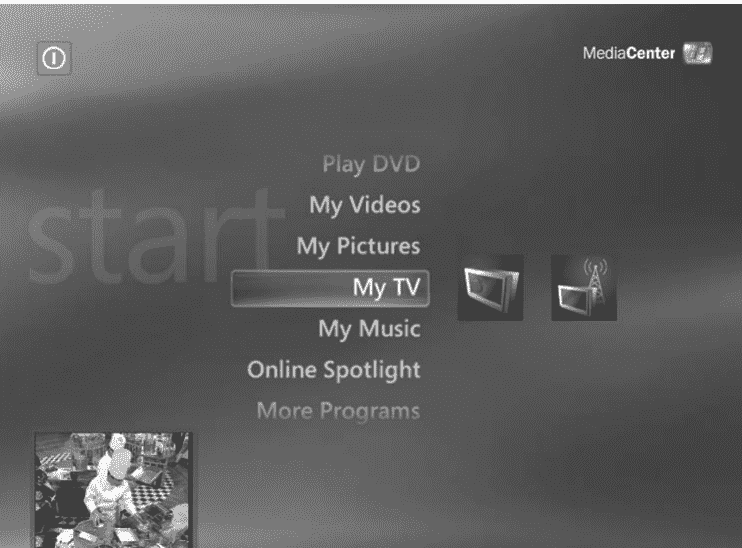 MediaCenter
start
Play DVD
My Videos
My Pictures
My TV
My Music
Online Spotlight
More Programs